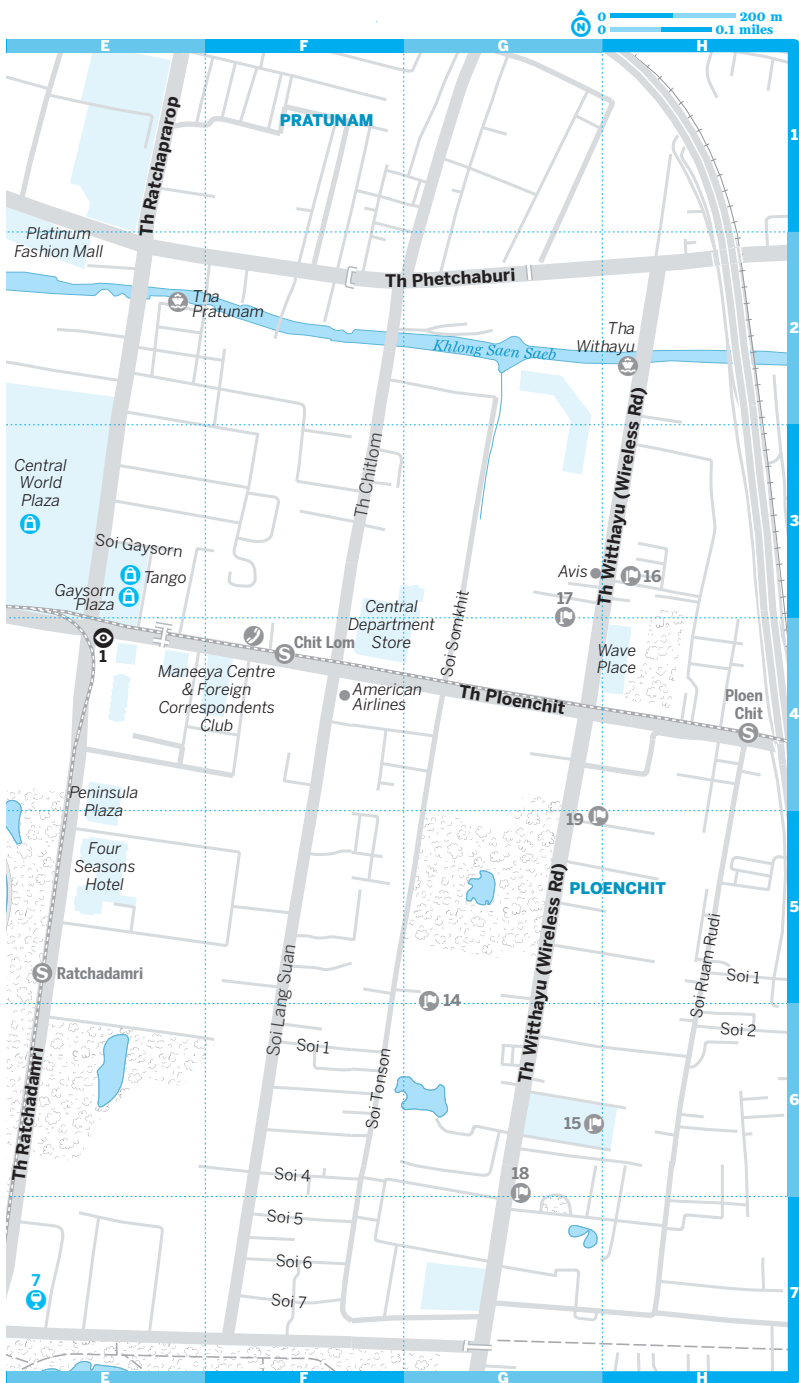 0 200 m
N
0 0.1 miles
E F G H
PRATUNAM
1
Th Ratchaprarop
Platinum
Fashion Mall
Th Phetchaburi
Tha
Pratunam
2
Tha
Withayu
Khlong Saen Saeb
Th Witthayu (Wireless Rd)
Th Chitlom
Central
World
Plaza
3
Soi Gaysorn
Tango
Gaysorn
Plaza
Avis
16
17
Soi Somkhit
Central
Department
Store
1
Chit Lom
S
Wave
Place
Maneeya Centre
& Foreign
Correspondents
Club
American
Airlines
Th Ploenchit
Ploen
Chit
S
4
Peninsula
Plaza
19
Four
Seasons
Hotel
PLOENCHIT
5
Th Witthayu (Wireless Rd)
Soi Ruam Rudi
Soi 1
S Ratchadamri
Soi Lang Suan
14
Soi 2
Soi 1
Soi Tonson
Th Ratchadamri
6
15
Soi 4
18
Soi 5
Soi 6
7
Soi 7
7
E F G H